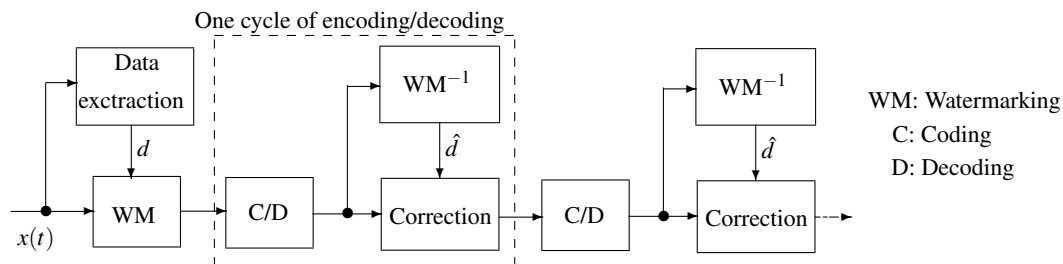 One cycle of encoding/decoding
Data
exctraction
d
WM
x(t)
C/D
WM⁻¹
d̂
Correction
C/D
WM⁻¹
d̂
Correction
WM: Watermarking
C: Coding
D: Decoding